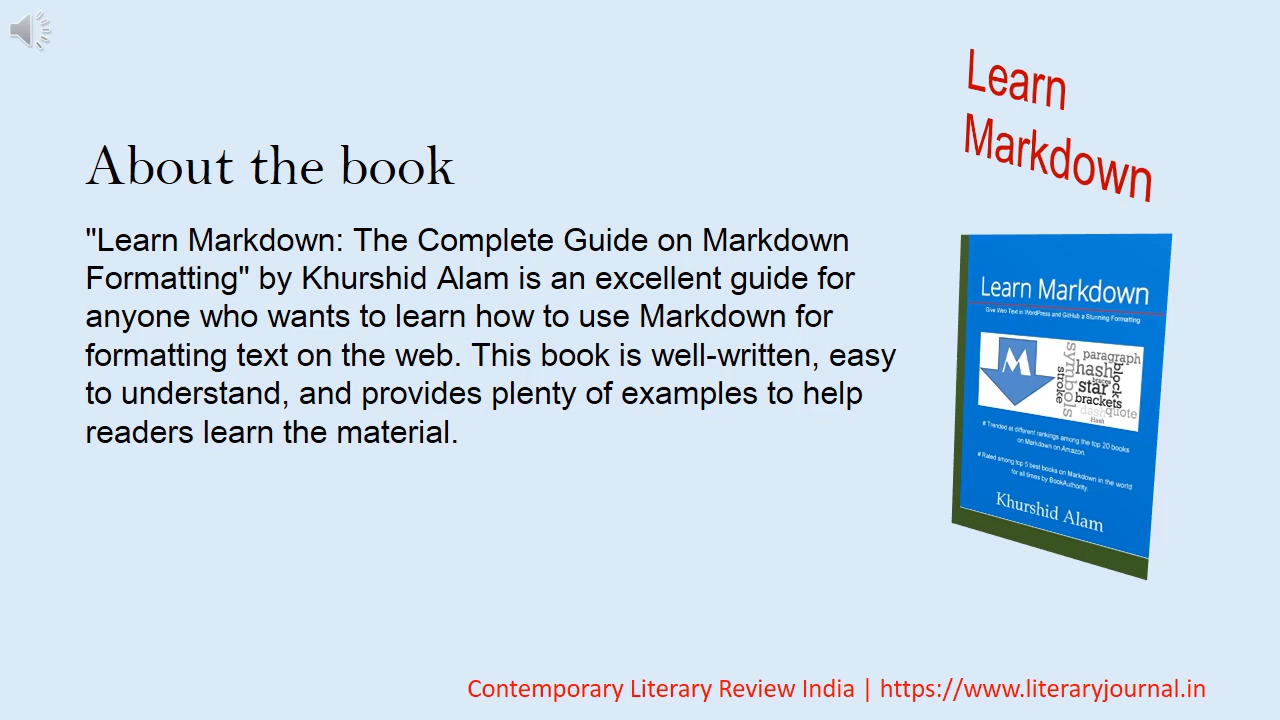 Learn
Markdown
About the book
"Learn Markdown: The Complete Guide on Markdown
Formatting" by Khurshid Alam is an excellent guide for
anyone who wants to learn how to use Markdown for
formatting text on the web. This book is well-written, easy
to understand, and provides plenty of examples to help
readers learn the material.
Learn Markdown
Give Web Text in WordPress and GitHub a Stunning Formatting
M
symbols
paragraph
hash
block
stroke
star
brackets
dash
quote
Hash
# Trended at different rankings among the top 20 books
on Markdown on Amazon.
# Rated among top 5 best books on Markdown in the world
for all times by BookAuthority.
Khurshid Alam
Contemporary Literary Review India | https://www.literaryjournal.in